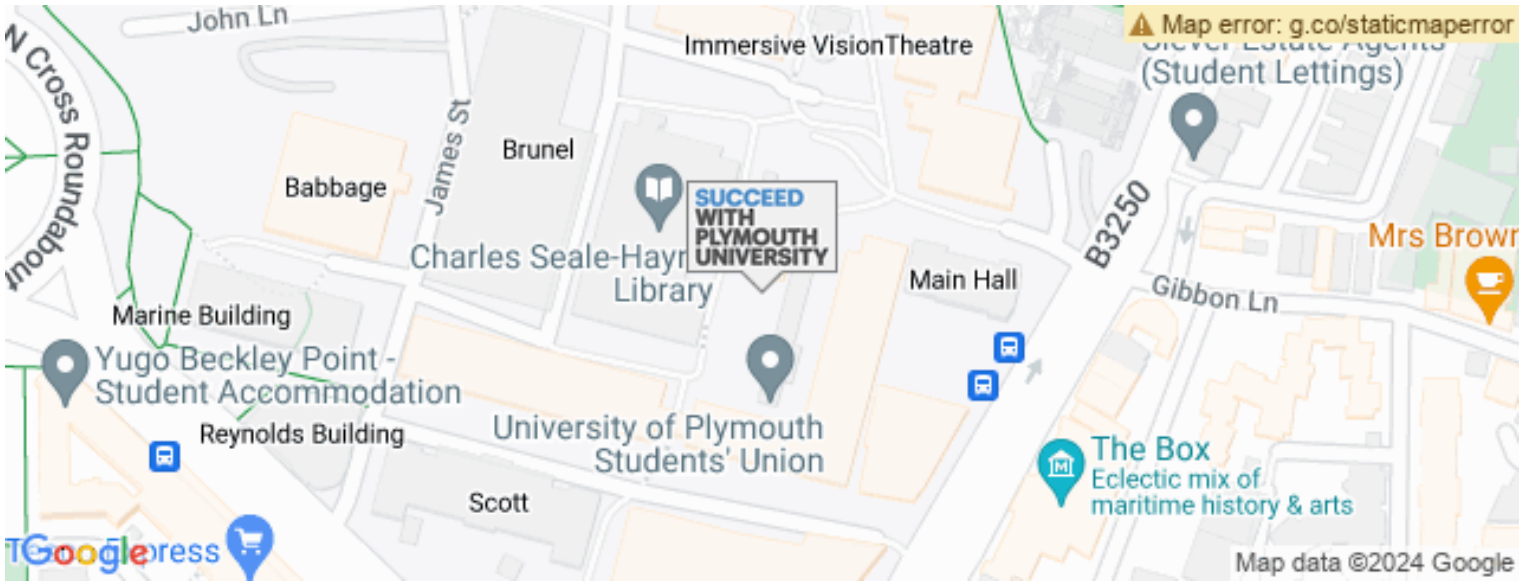 John Ln
Immersive VisionTheatre
Map error: g.co/staticmaperror
Clever Estate Agents
(Student Lettings)
N Cross Roundabout
James St
Brunel
Babbage
SUCCEED
WITH
PLYMOUTH
UNIVERSITY
B3250
Mrs Brown
Charles Seale-Hay
Library
Main Hall
Gibbon Ln
Marine Building
Yugo Beckley Point -
Student Accommodation
Reynolds Building
University of Plymouth
Students' Union
The Box
Eclectic mix of
maritime history & arts
M
Scott
Google
press
Map data ©2024 Google